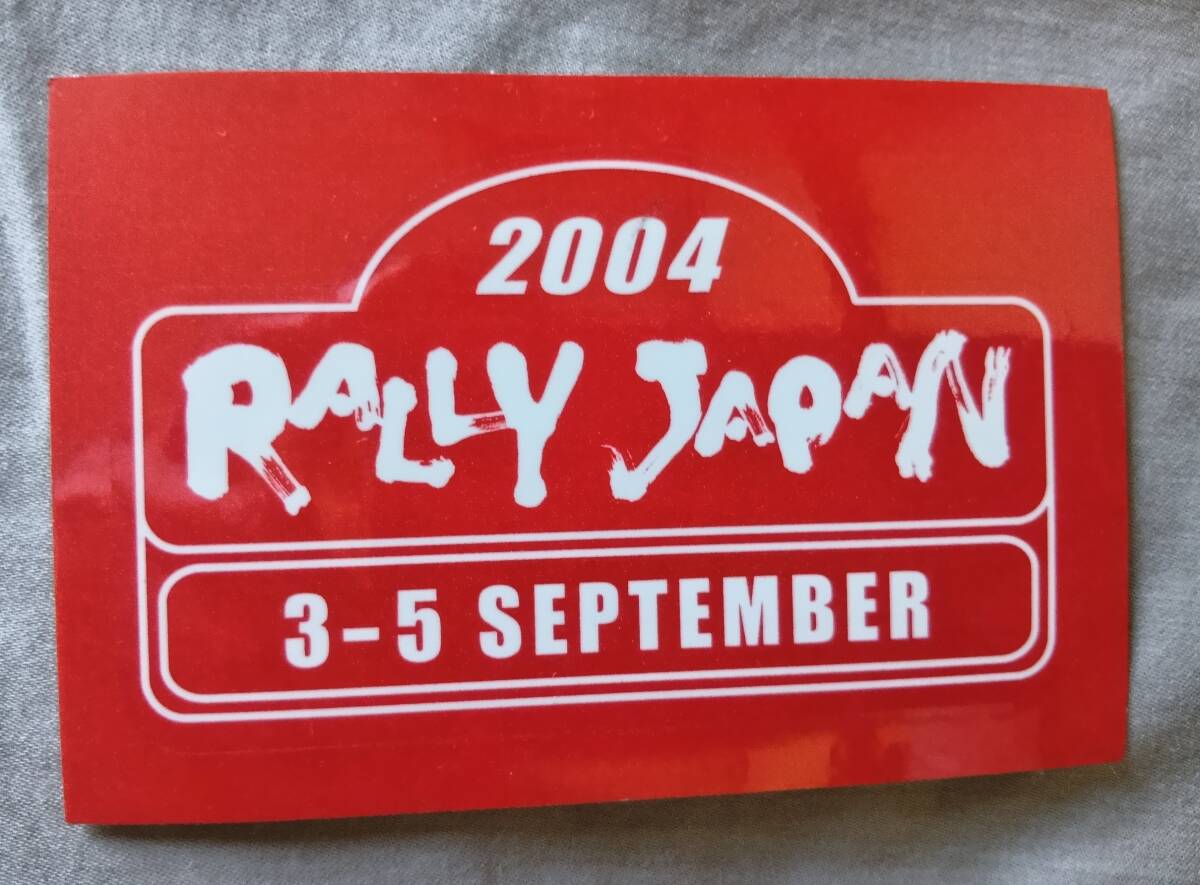 2004
RALLY JAPAN
3-5 SEPTEMBER